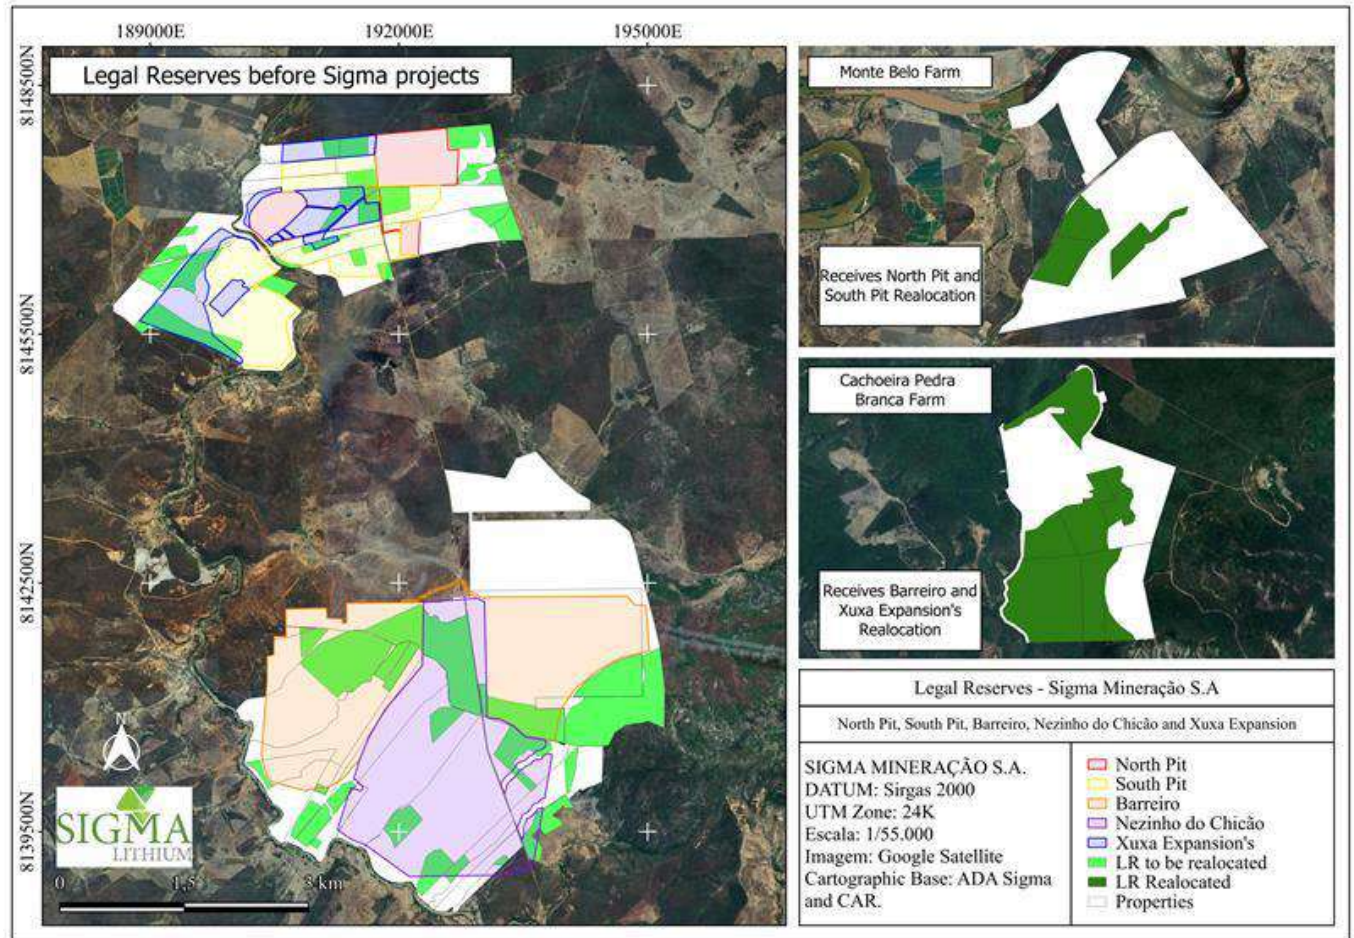 189000E 192000E 195000E
8148500N
8145500N
8142500N
8139500N
Legal Reserves before Sigma projects
N
SIGMA
LITHIUM
0 1,5 3 km
Monte Belo Farm
Receives North Pit and
South Pit Realocation
Cachoeira Pedra
Branca Farm
Receives Barreiro and
Xuxa Expansion's
Realocation
Legal Reserves - Sigma Mineração S.A
North Pit, South Pit, Barreiro, Nezinho do Chicão and Xuxa Expansion
SIGMA MINERAÇÃO S.A.
DATUM: Sirgas 2000
UTM Zone: 24K
Escala: 1/55.000
Imagem: Google Satellite
Cartographic Base: ADA Sigma
and CAR.
North Pit
South Pit
Barreiro
Nezinho do Chicão
Xuxa Expansion's
LR to be realocated
LR Realocated
Properties